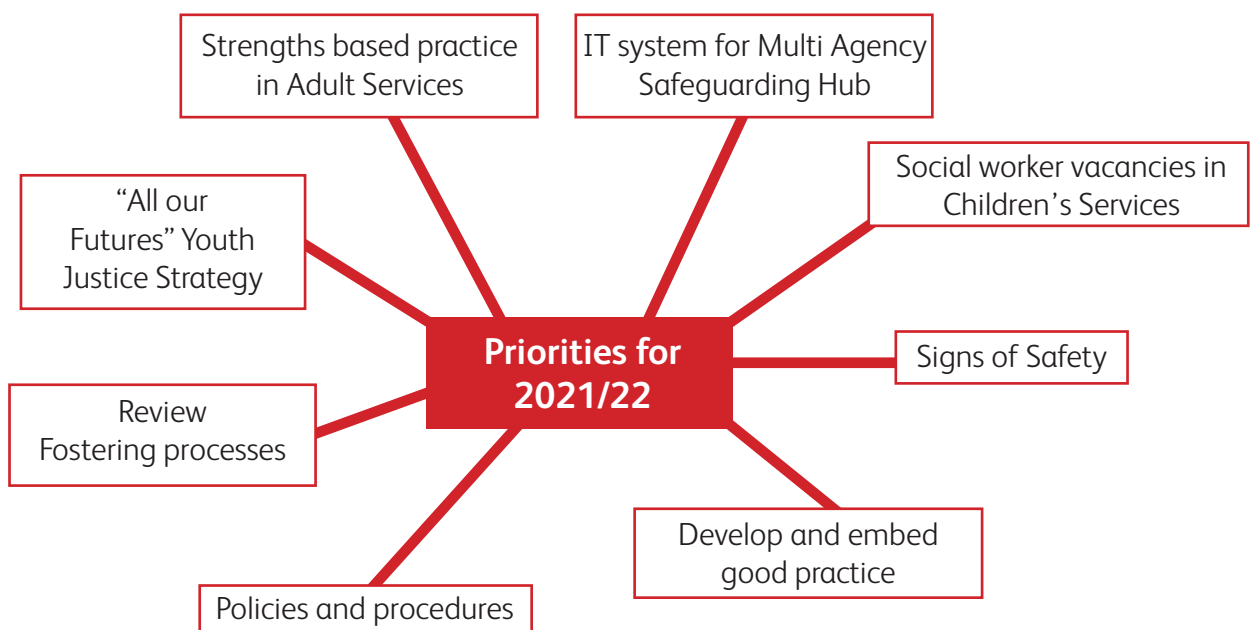 Strengths based practice
in Adult Services
IT system for Multi Agency
Safeguarding Hub
Social worker vacancies in
Children’s Services
“All our
Futures” Youth
Justice Strategy
Priorities for
2021/22
Signs of Safety
Review
Fostering processes
Develop and embed
good practice
Policies and procedures